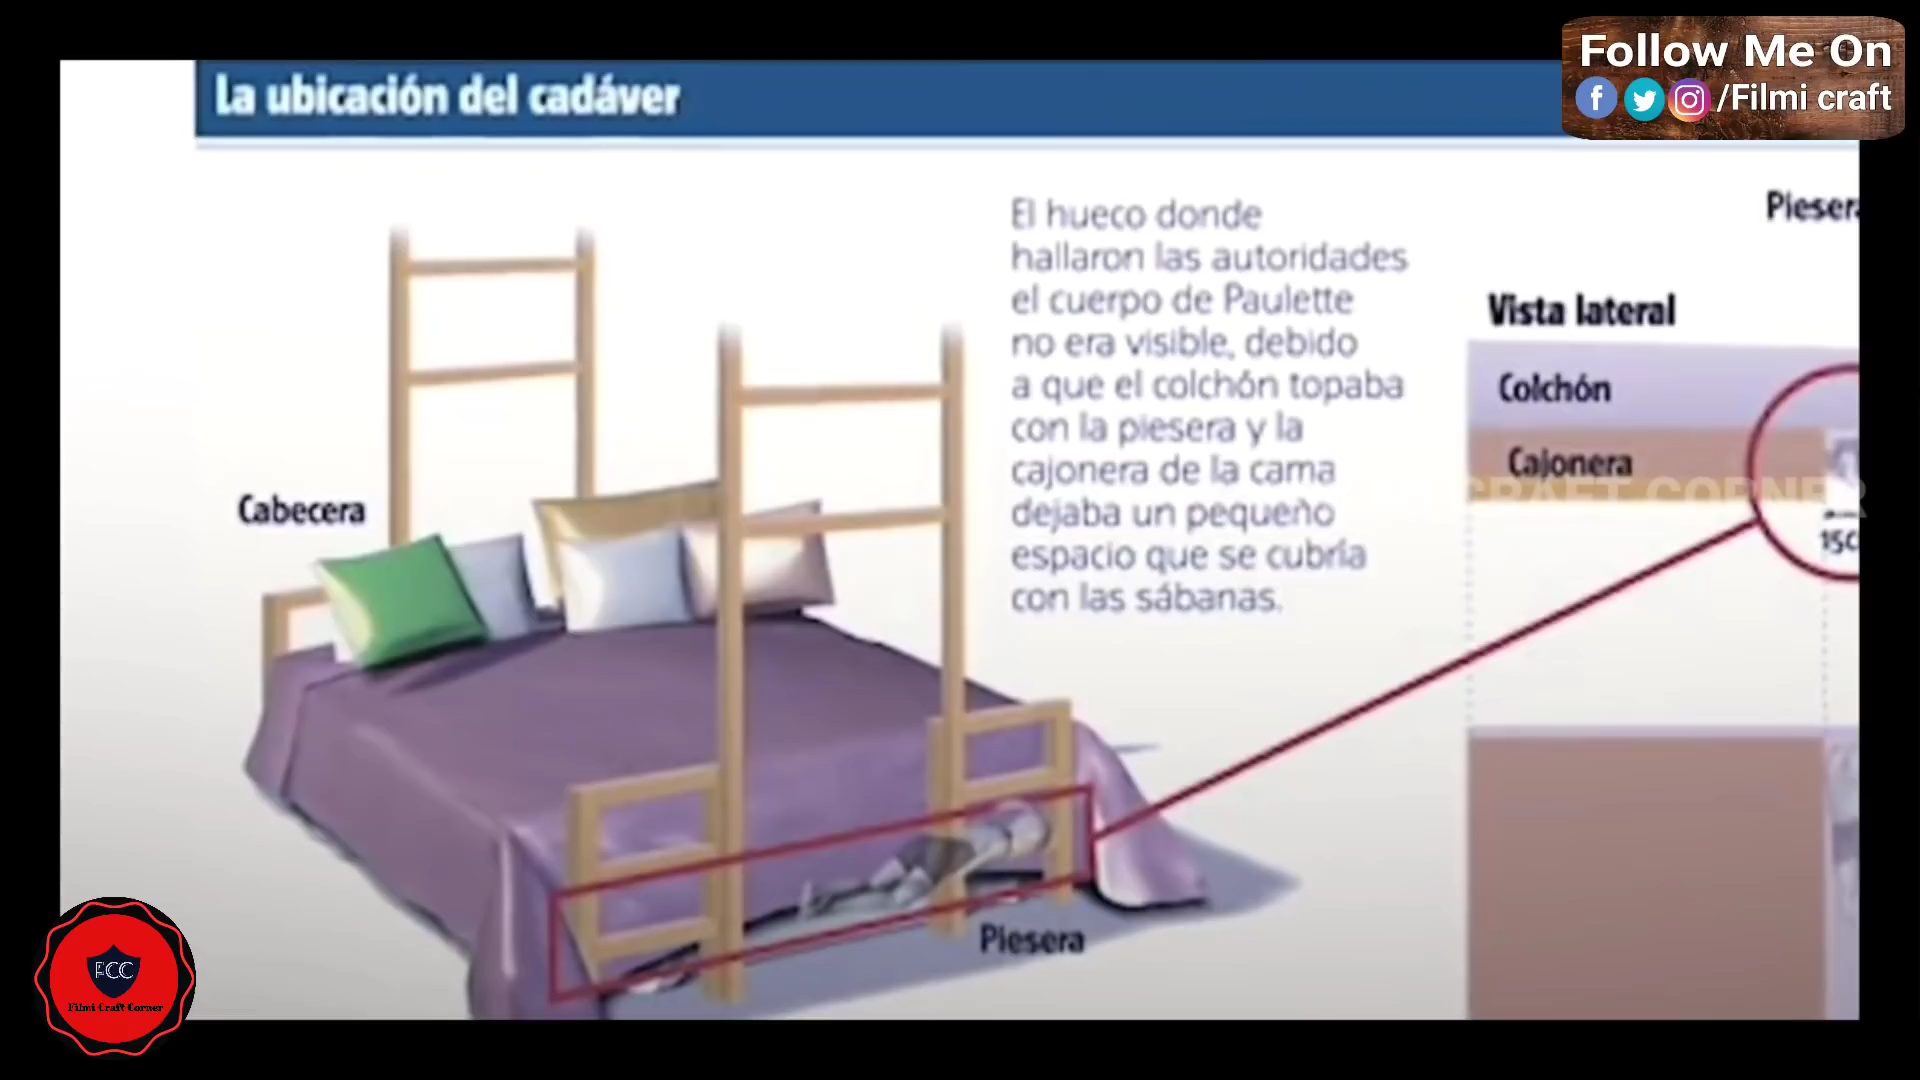 Follow Me On
/Filmi craft
La ubicación del cadáver
El hueco donde
hallaron las autoridades
el cuerpo de Paulette
no era visible, debido
a que el colchón topaba
con la piesera y la
cajonera de la cama
dejaba un pequeño
espacio que se cubría
con las sábanas.
Vista lateral
Colchón
Cajonera
CRAFT CORNER
Cabecera
Piesera
FCC
Filmi Craft Corner